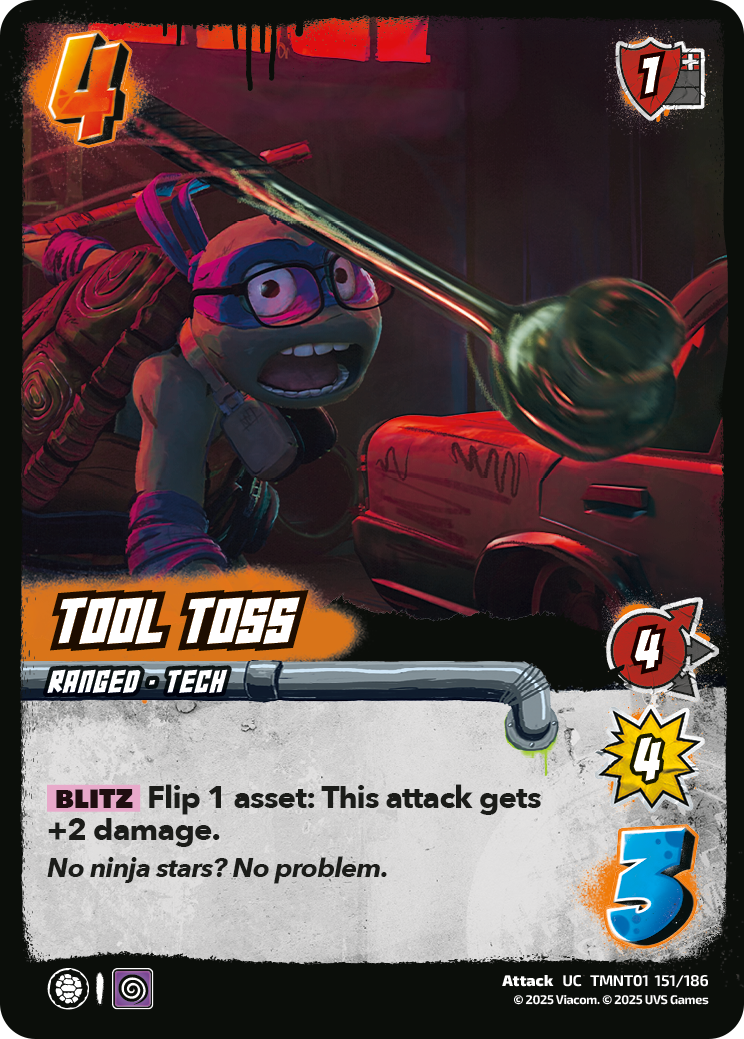 4
1
TOOL TOSS
RANGED • TECH
4
4
BLITZ Flip 1 asset: This attack gets
+2 damage.
No ninja stars? No problem.
3
Attack UC TMNT01 151/186
© 2025 Viacom. © 2025 UVS Games